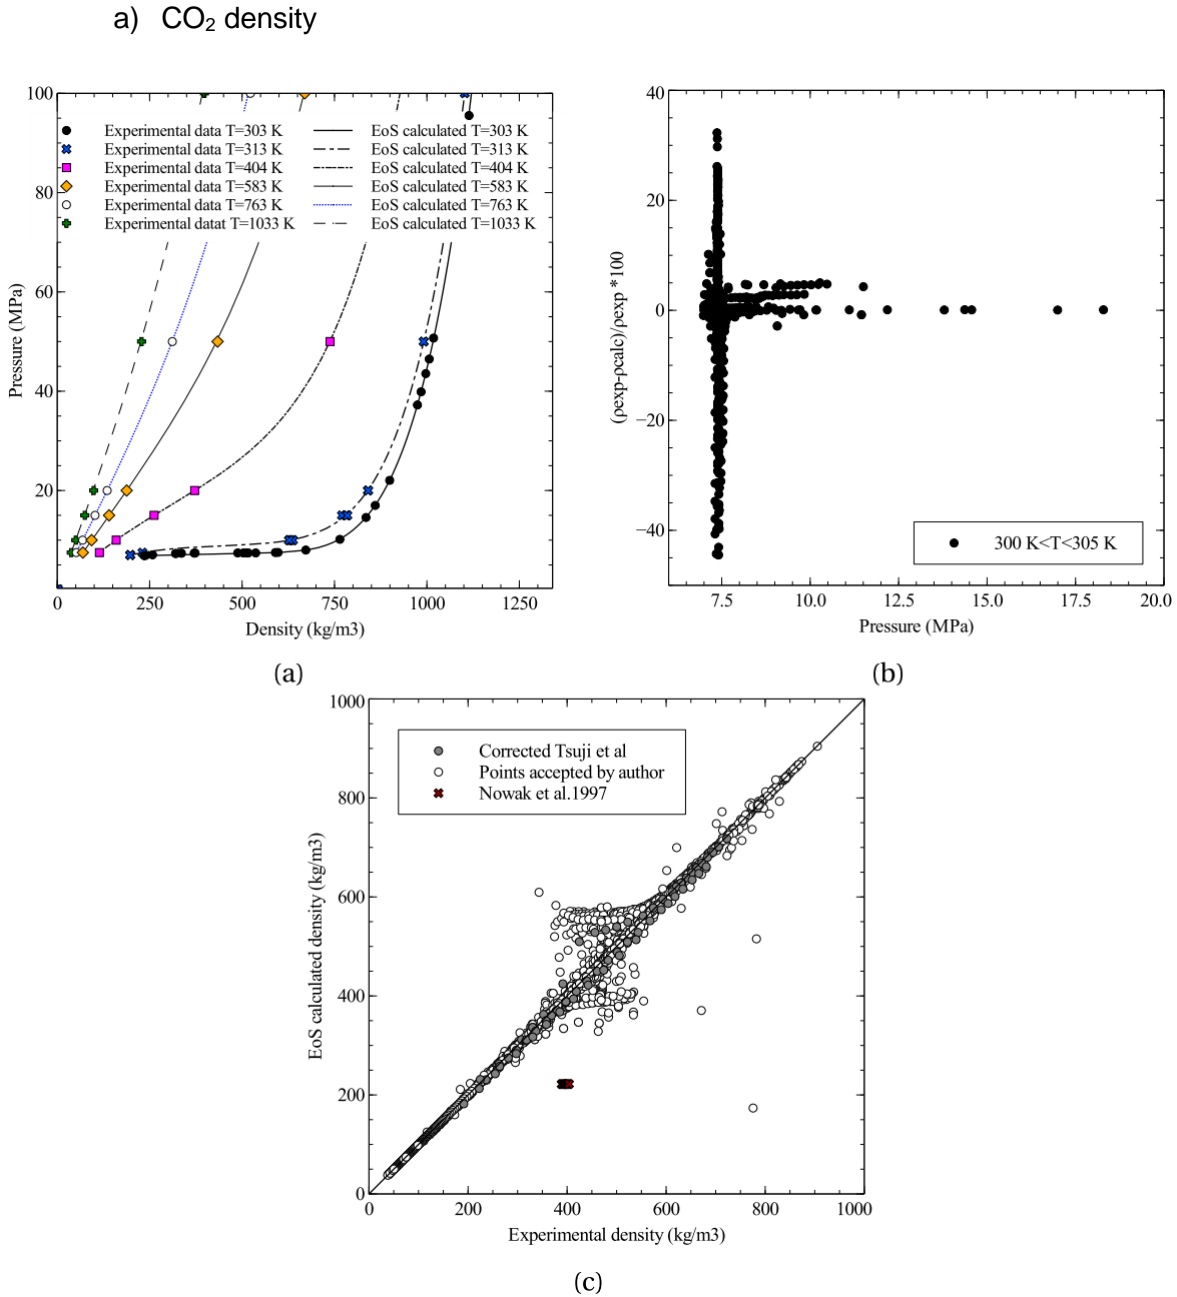 a) CO₂ density
100
80
60
40
20
0
250
500
750
1000
1250
Pressure (MPa)
Density (kg/m3)
Experimental data T=303 K
Experimental data T=313 K
Experimental data T=404 K
Experimental data T=583 K
Experimental data T=763 K
Experimental datat T=1033 K
EoS calculated T=303 K
EoS calculated T=313 K
EoS calculated T=404 K
EoS calculated T=583 K
EoS calculated T=763 K
EoS calculated T=1033 K
(a)
40
20
0
−20
−40
7.5
10.0
12.5
15.0
17.5
20.0
(ρexp-ρcalc)/ρexp *100
Pressure (MPa)
300 K<T<305 K
(b)
1000
800
600
400
200
0
0
200
400
600
800
1000
EoS calculated density (kg/m3)
Experimental density (kg/m3)
Corrected Tsuji et al
Points accepted by author
Nowak et al.1997
(c)